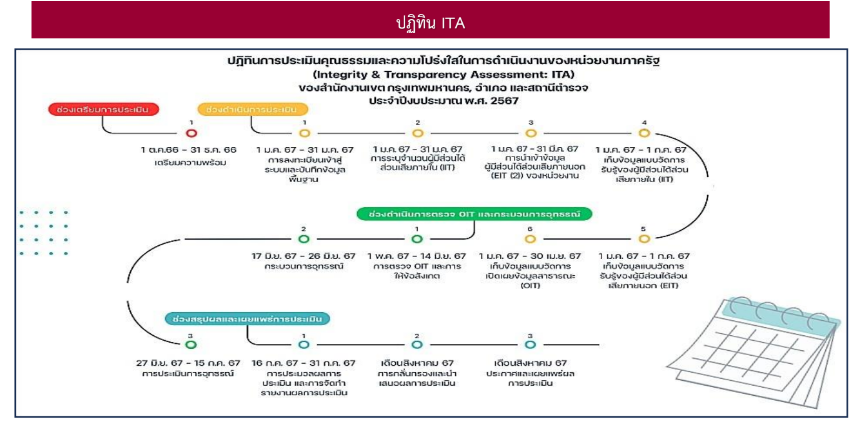 ปฏิทิน ITA
ปฏิทินการประเมินคุณธรรมและความโปร่งใสในการดำเนินงานของหน่วยงานภาครัฐ
(Integrity & Transparency Assessment: ITA)
ของสำนักงานเขต กรุงเทพมหานคร, อำเภอ และสถานีตำรวจ
ประจำปีงบประมาณ พ.ศ. 2567
ช่วงเตรียมการประเมิน
ช่วงดำเนินการประเมิน
1
1 ต.ค.66 - 31 ธ.ค. 66
เตรียมความพร้อม
1
1 ม.ค. 67 - 31 ม.ค. 67
การลงทะเบียนเข้าสู่
ระบบและบันทึกข้อมูล
พื้นฐาน
2
1 ม.ค. 67 - 31 ม.ค. 67
การระบุจำนวนผู้มีส่วนได้
ส่วนเสียภายใน (IIT)
3
1 ม.ค. 67 - 31 มี.ค. 67
การนำเข้าข้อมูล
ผู้มีส่วนได้ส่วนเสียภายนอก
(EIT (2)) ของหน่วยงาน
4
1 ม.ค. 67 - 1 ก.ค. 67
เก็บข้อมูลแบบวัดการ
รับรู้ของผู้มีส่วนได้ส่วน
เสียภายใน (IIT)
ช่วงดำเนินการตรวจ OIT และกระบวนการอุทธรณ์
2
17 มิ.ย. 67 - 26 มิ.ย. 67
กระบวนการอุทธรณ์
1
1 พ.ค. 67 - 14 มิ.ย. 67
การตรวจ OIT และการ
ให้ข้อสังเกต
6
1 ม.ค. 67 - 30 เม.ย. 67
เก็บข้อมูลแบบวัดการ
เปิดเผยข้อมูลสาธารณะ
(OIT)
5
1 ม.ค. 67 - 1 ก.ค. 67
เก็บข้อมูลแบบวัดการ
รับรู้ของผู้มีส่วนได้ส่วน
เสียภายนอก (EIT)
ช่วงสรุปผลและเผยแพร่การประเมิน
3
27 มิ.ย. 67 - 15 ก.ค. 67
การประเมินการอุทธรณ์
1
16 ก.ค. 67 - 31 ก.ค. 67
การประมวลผลการ
ประเมิน และการจัดทำ
รายงานผลการประเมิน
2
เดือนสิงหาคม 67
การกลั่นกรองและนำ
เสนอผลการประเมิน
3
เดือนสิงหาคม 67
ประกาศและเผยแพร่ผล
การประเมิน